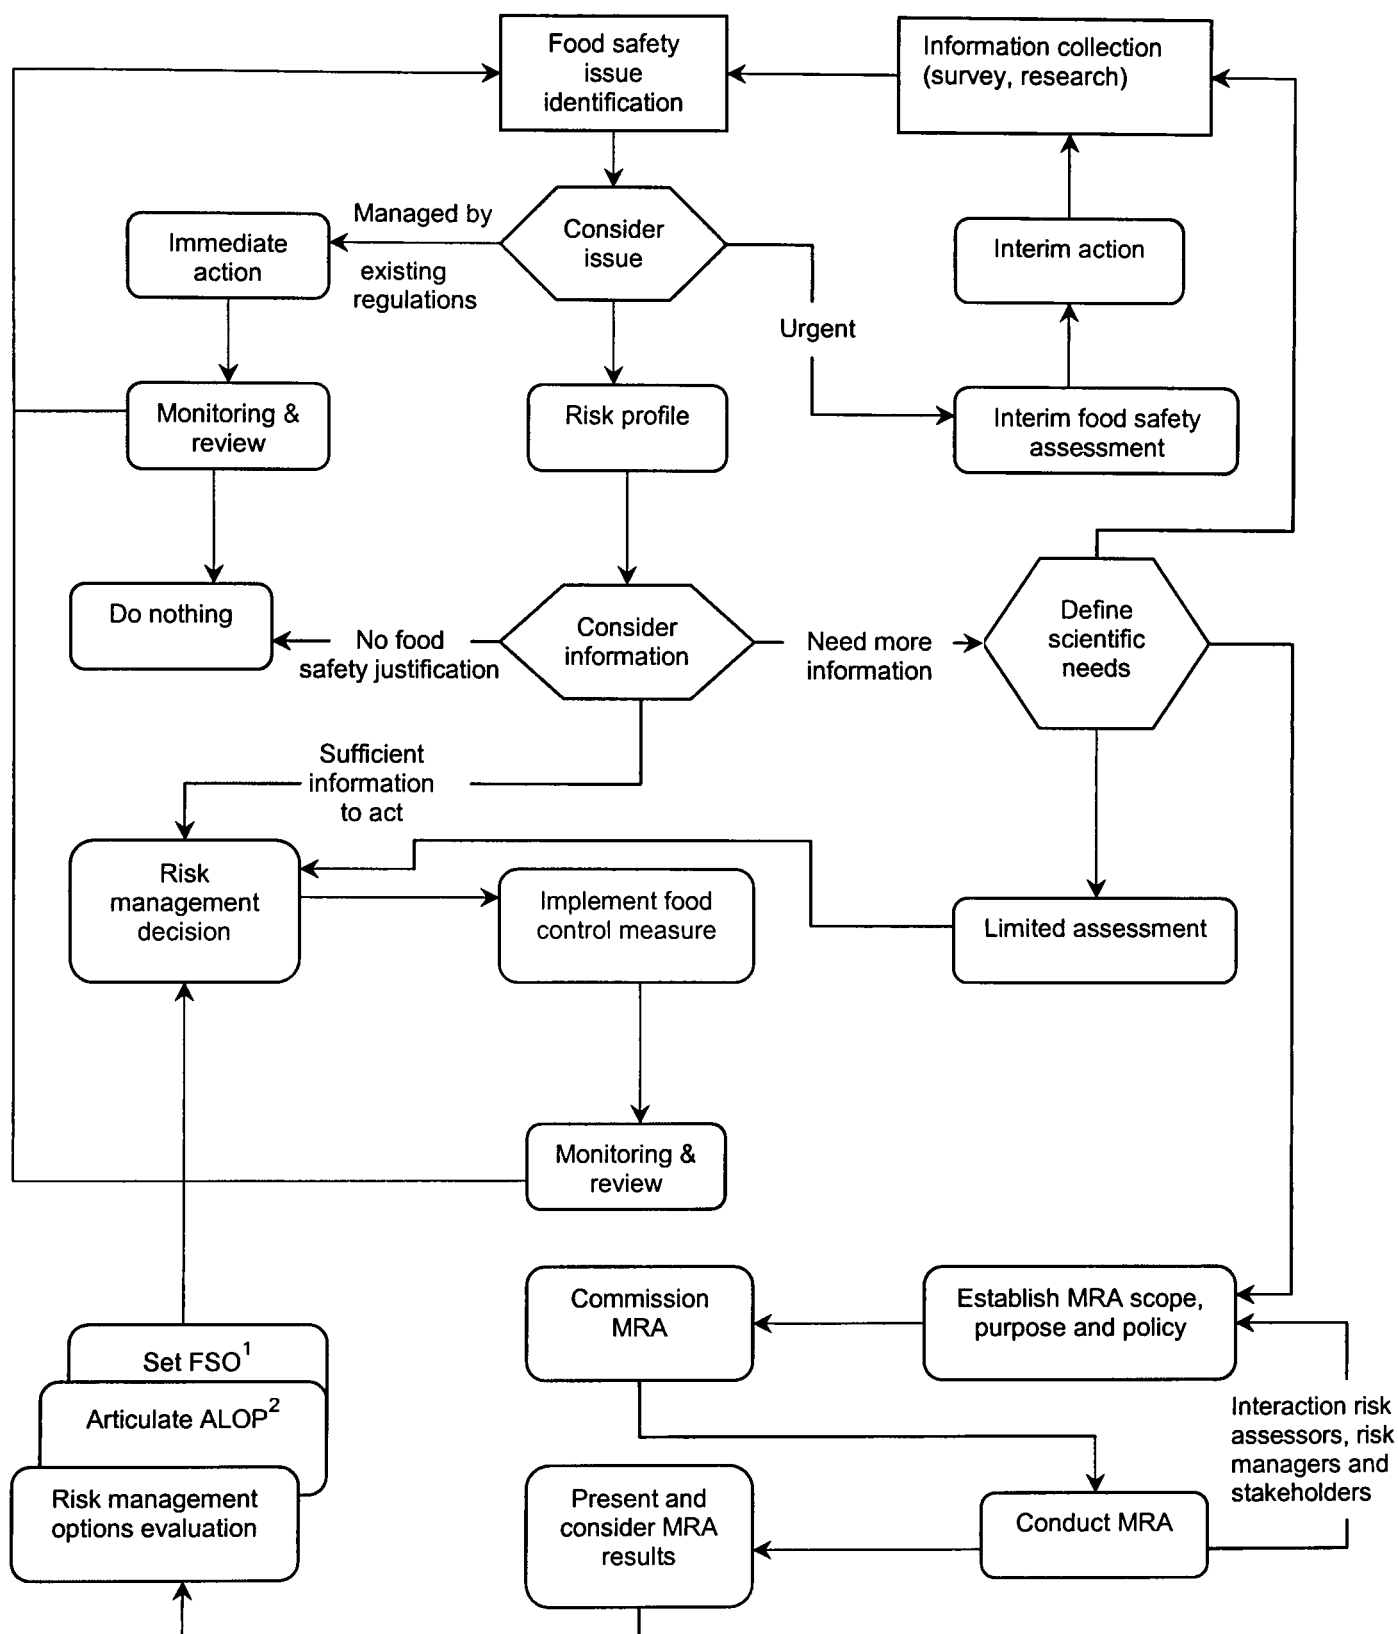 Food safety
issue
identification
Information collection
(survey, research)
Managed by
existing
regulations
Immediate
action
Consider
issue
Interim action
Urgent
Monitoring &
review
Risk profile
Interim food safety
assessment
Do nothing
No food
safety justification
Consider
information
Need more
information
Define
scientific
needs
Sufficient
information
to act
Risk
management
decision
Implement food
control measure
Limited assessment
Monitoring &
review
Commission
MRA
Establish MRA scope,
purpose and policy
Set FSO1
Articulate ALOP2
Risk management
options evaluation
Interaction risk
assessors, risk
managers and
stakeholders
Present and
consider MRA
results
Conduct MRA